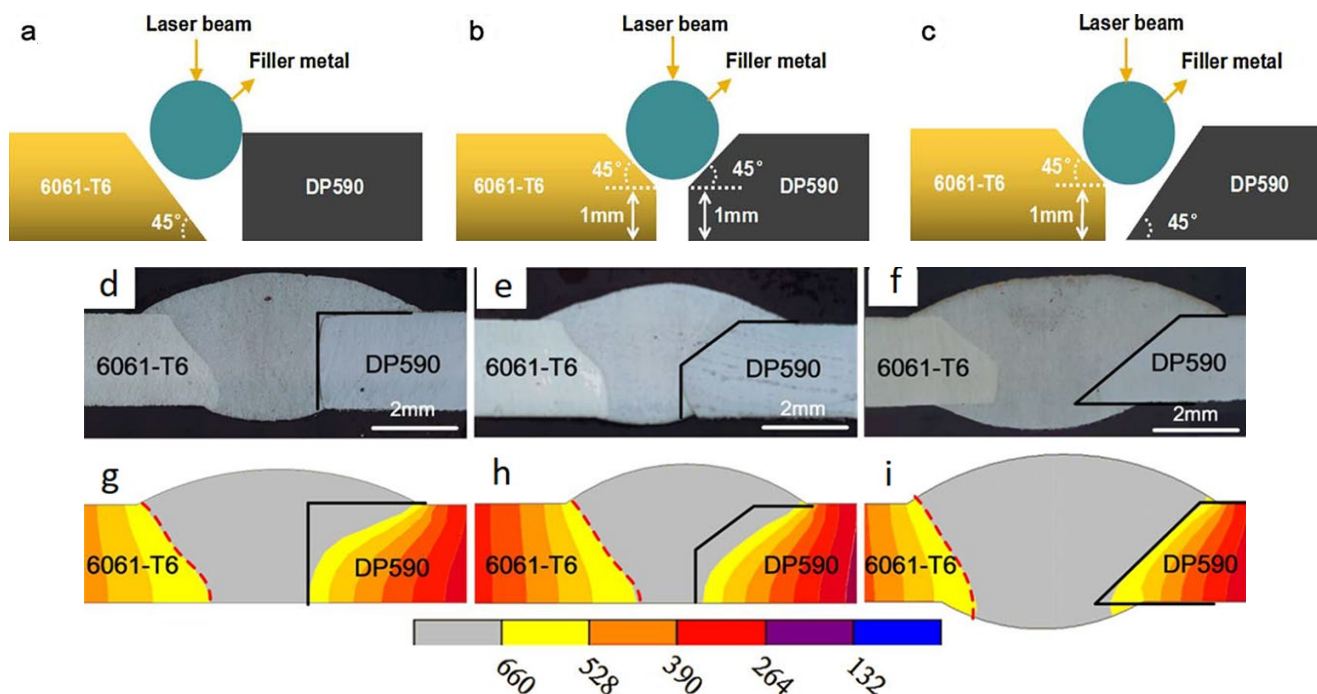 a
Laser beam
Filler metal
6061-T6
DP590
45°
b
Laser beam
Filler metal
6061-T6
45°
45°
DP590
1mm
1mm
c
Laser beam
Filler metal
6061-T6
45°
DP590
1mm
45°
d
6061-T6
DP590
2mm
e
6061-T6
DP590
2mm
f
6061-T6
DP590
2mm
g
6061-T6
DP590
h
6061-T6
DP590
i
6061-T6
DP590
660
528
390
264
132